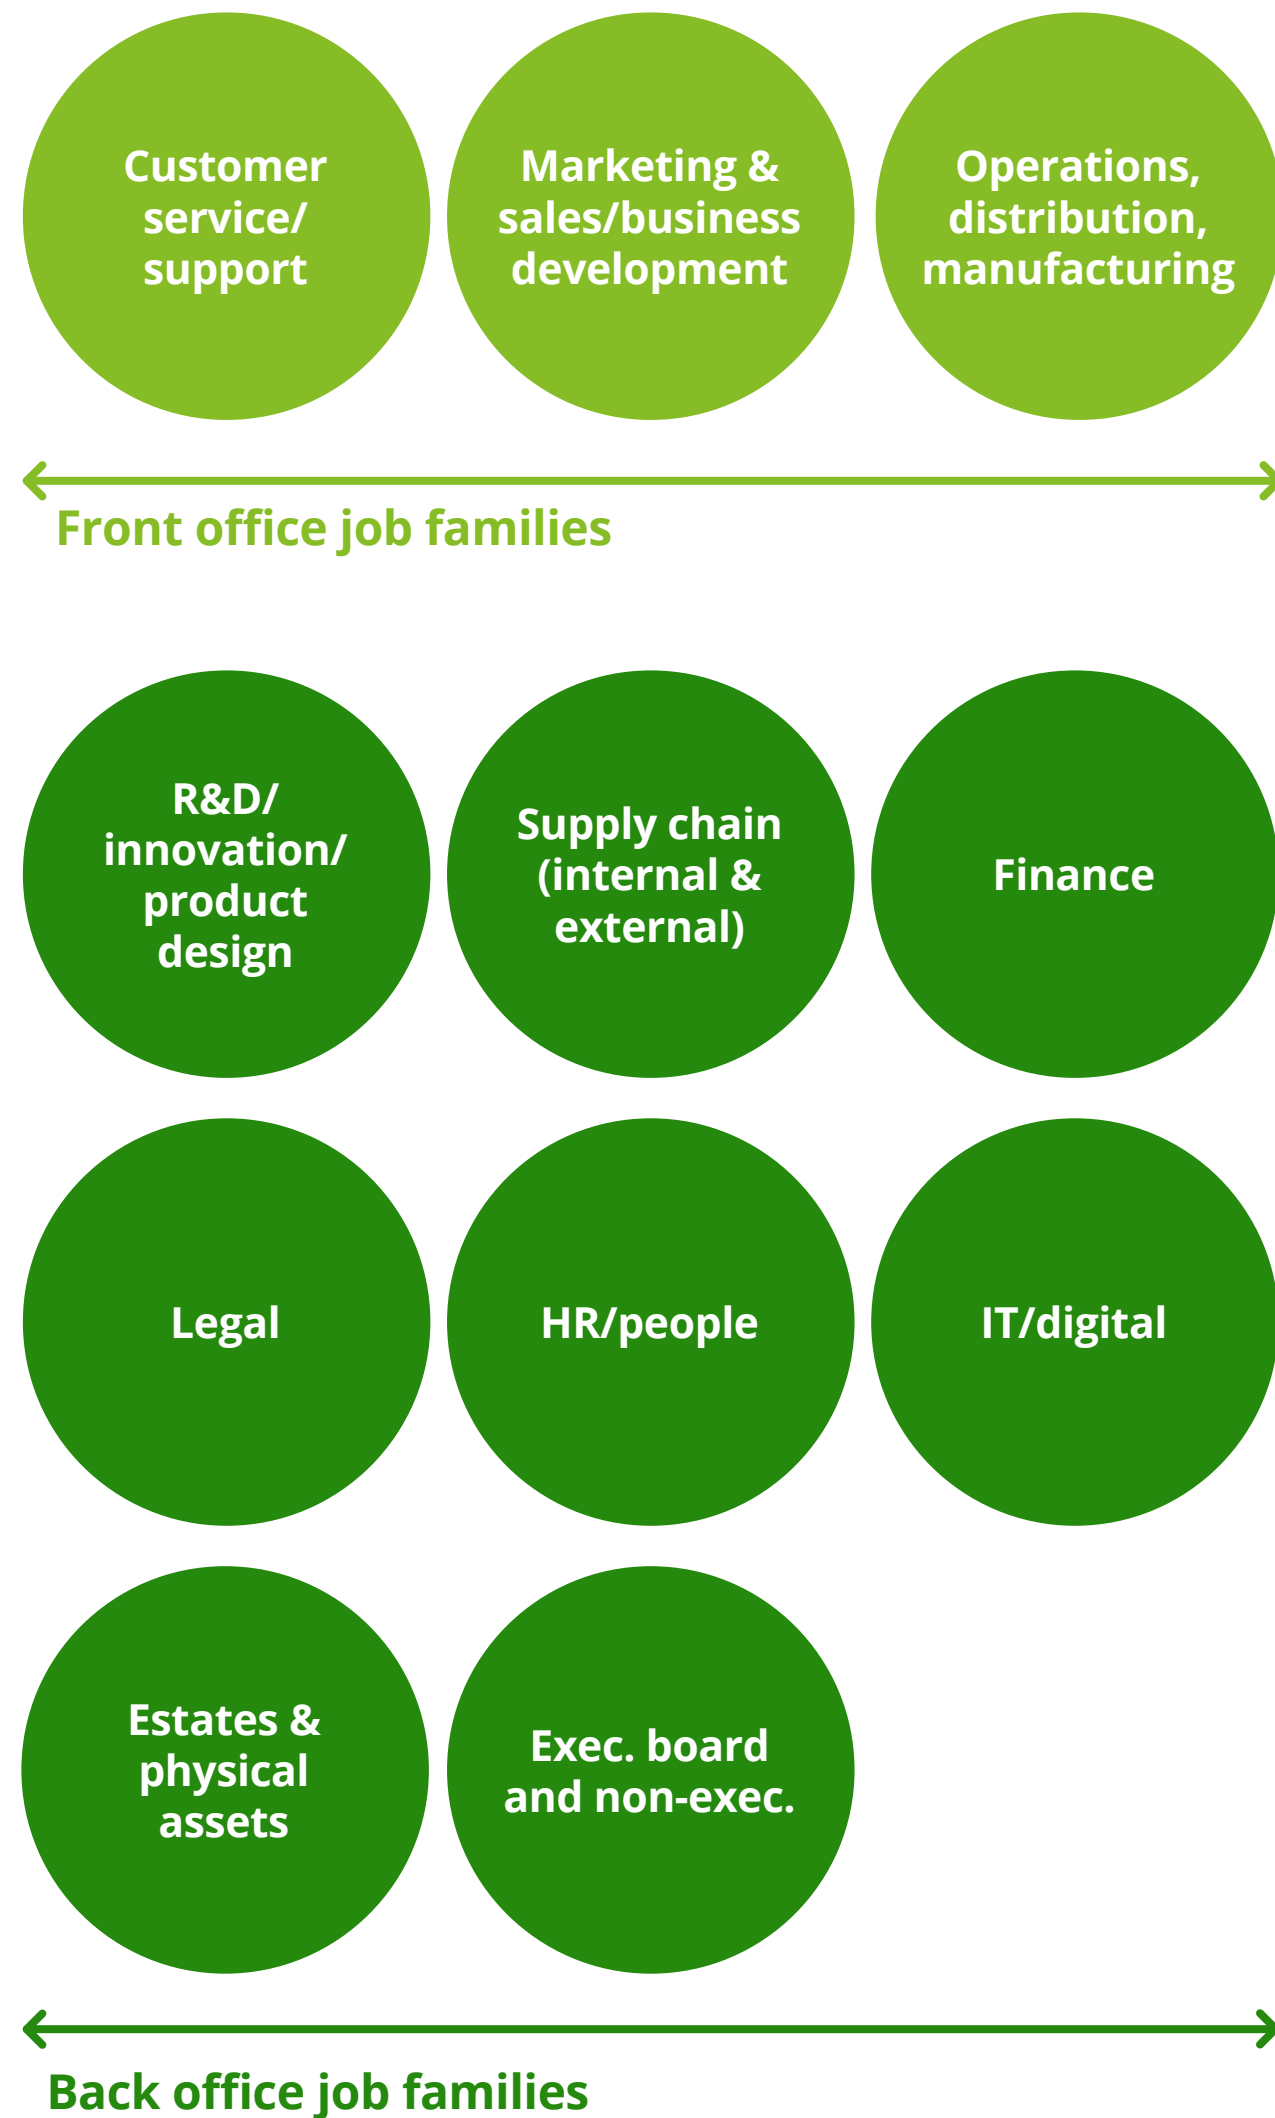 Customer
service/
support
Marketing &
sales/business
development
Operations,
distribution,
manufacturing
Front office job families
R&D/
innovation/
product
design
Supply chain
(internal &
external)
Finance
Legal
HR/people
IT/digital
Estates &
physical
assets
Exec. board
and non-exec.
Back office job families